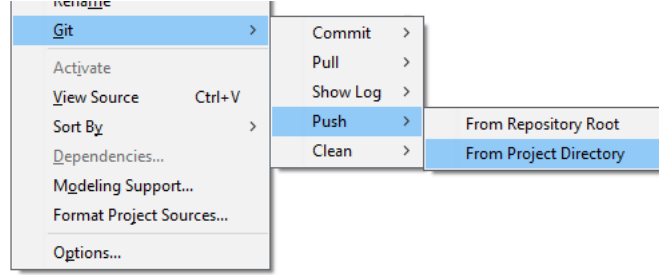 Rename
Git
Commit
Pull
Show Log
Push
Clean
From Repository Root
From Project Directory
Activate
View Source Ctrl+V
Sort By
Dependencies...
Modeling Support...
Format Project Sources...
Options...